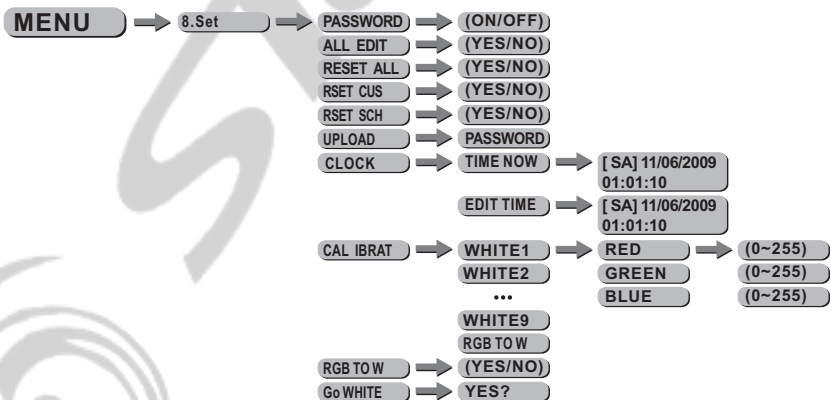 MENU 8.Set PASSWORD (ON/OFF)
ALL EDIT (YES/NO)
RESET ALL (YES/NO)
RSET CUS (YES/NO)
RSET SCH (YES/NO)
UPLOAD PASSWORD
CLOCK TIME NOW [ SA] 11/06/2009
01:01:10
EDIT TIME [ SA] 11/06/2009
01:01:10
CAL IBRAT WHITE1 RED (0~255)
WHITE2 GREEN (0~255)
... BLUE (0~255)
WHITE9
RGB TO W
RGB TO W (YES/NO)
Go WHITE YES?